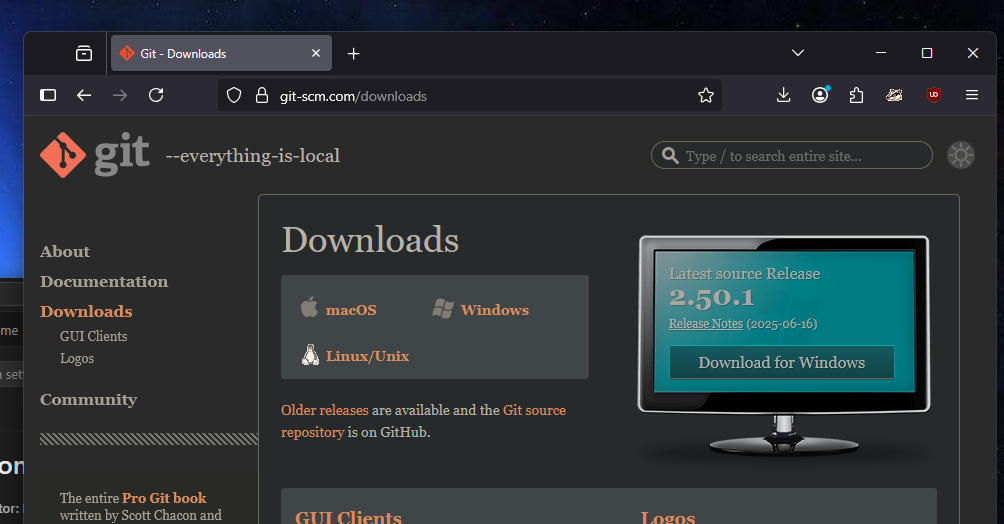 Git - Downloads
git-scm.com/downloads
git --everything-is-local
Type / to search entire site...
About
Documentation
Downloads
GUI Clients
Logos
Community
The entire Pro Git book
written by Scott Chacon and
Downloads
macOS
Windows
Linux/Unix
Older releases are available and the Git source
repository is on GitHub.
Latest source Release
2.50.1
Release Notes (2025-06-16)
Download for Windows
GUI Clients
Logos